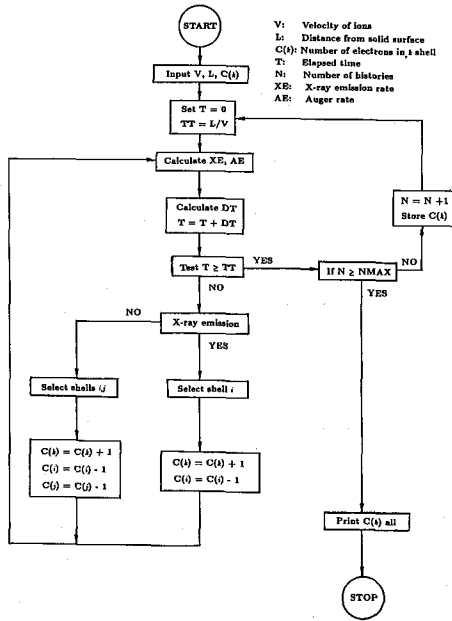 START
V: Velocity of ions
L: Distance from solid surface
C(k): Number of electrons in k shell
T: Elapsed time
N: Number of histories
XE: X-ray emission rate
AE: Auger rate
Input V, L, C(k)
Set T = 0
TT = L/V
Calculate XE, AE
Calculate DT
T = T + DT
N = N +1
Store C(k)
Test T ≥ TT
YES
If N ≥ NMAX
NO
NO
YES
NO
X-ray emission
YES
Select shells i,j
Select shell i
C(k) = C(k) + 1
C(i) = C(i) - 1
C(j) = C(j) - 1
C(k) = C(k) + 1
C(i) = C(i) - 1
Print C(k) all
STOP